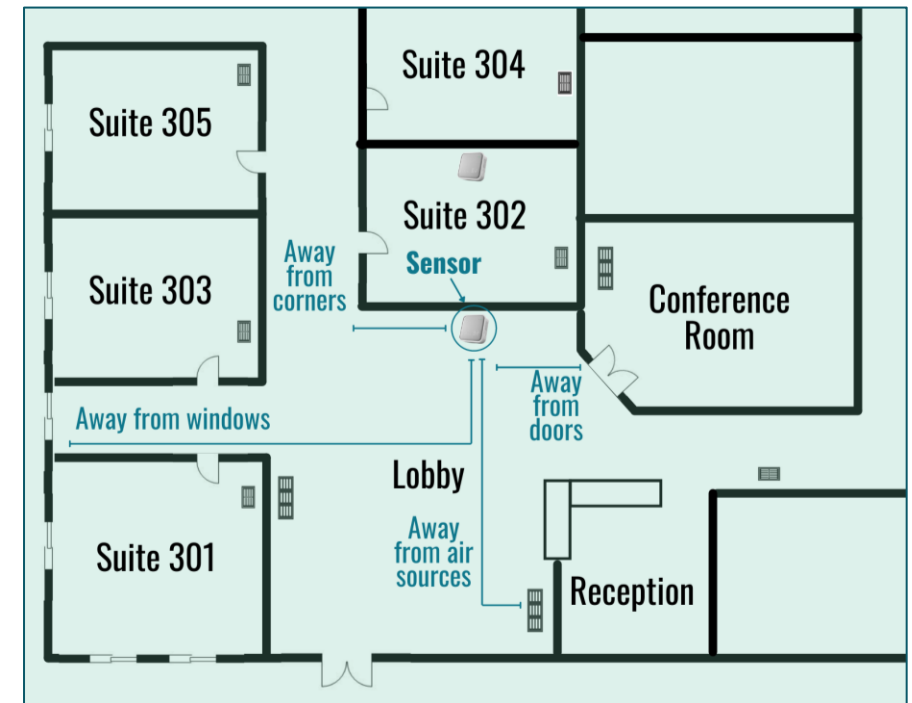 Suite 304
Suite 305
Suite 302
Away
from
corners
Sensor
Suite 303
Conference
Room
Away
from
doors
Away from windows
Lobby
Away
from air
sources
Suite 301
Reception